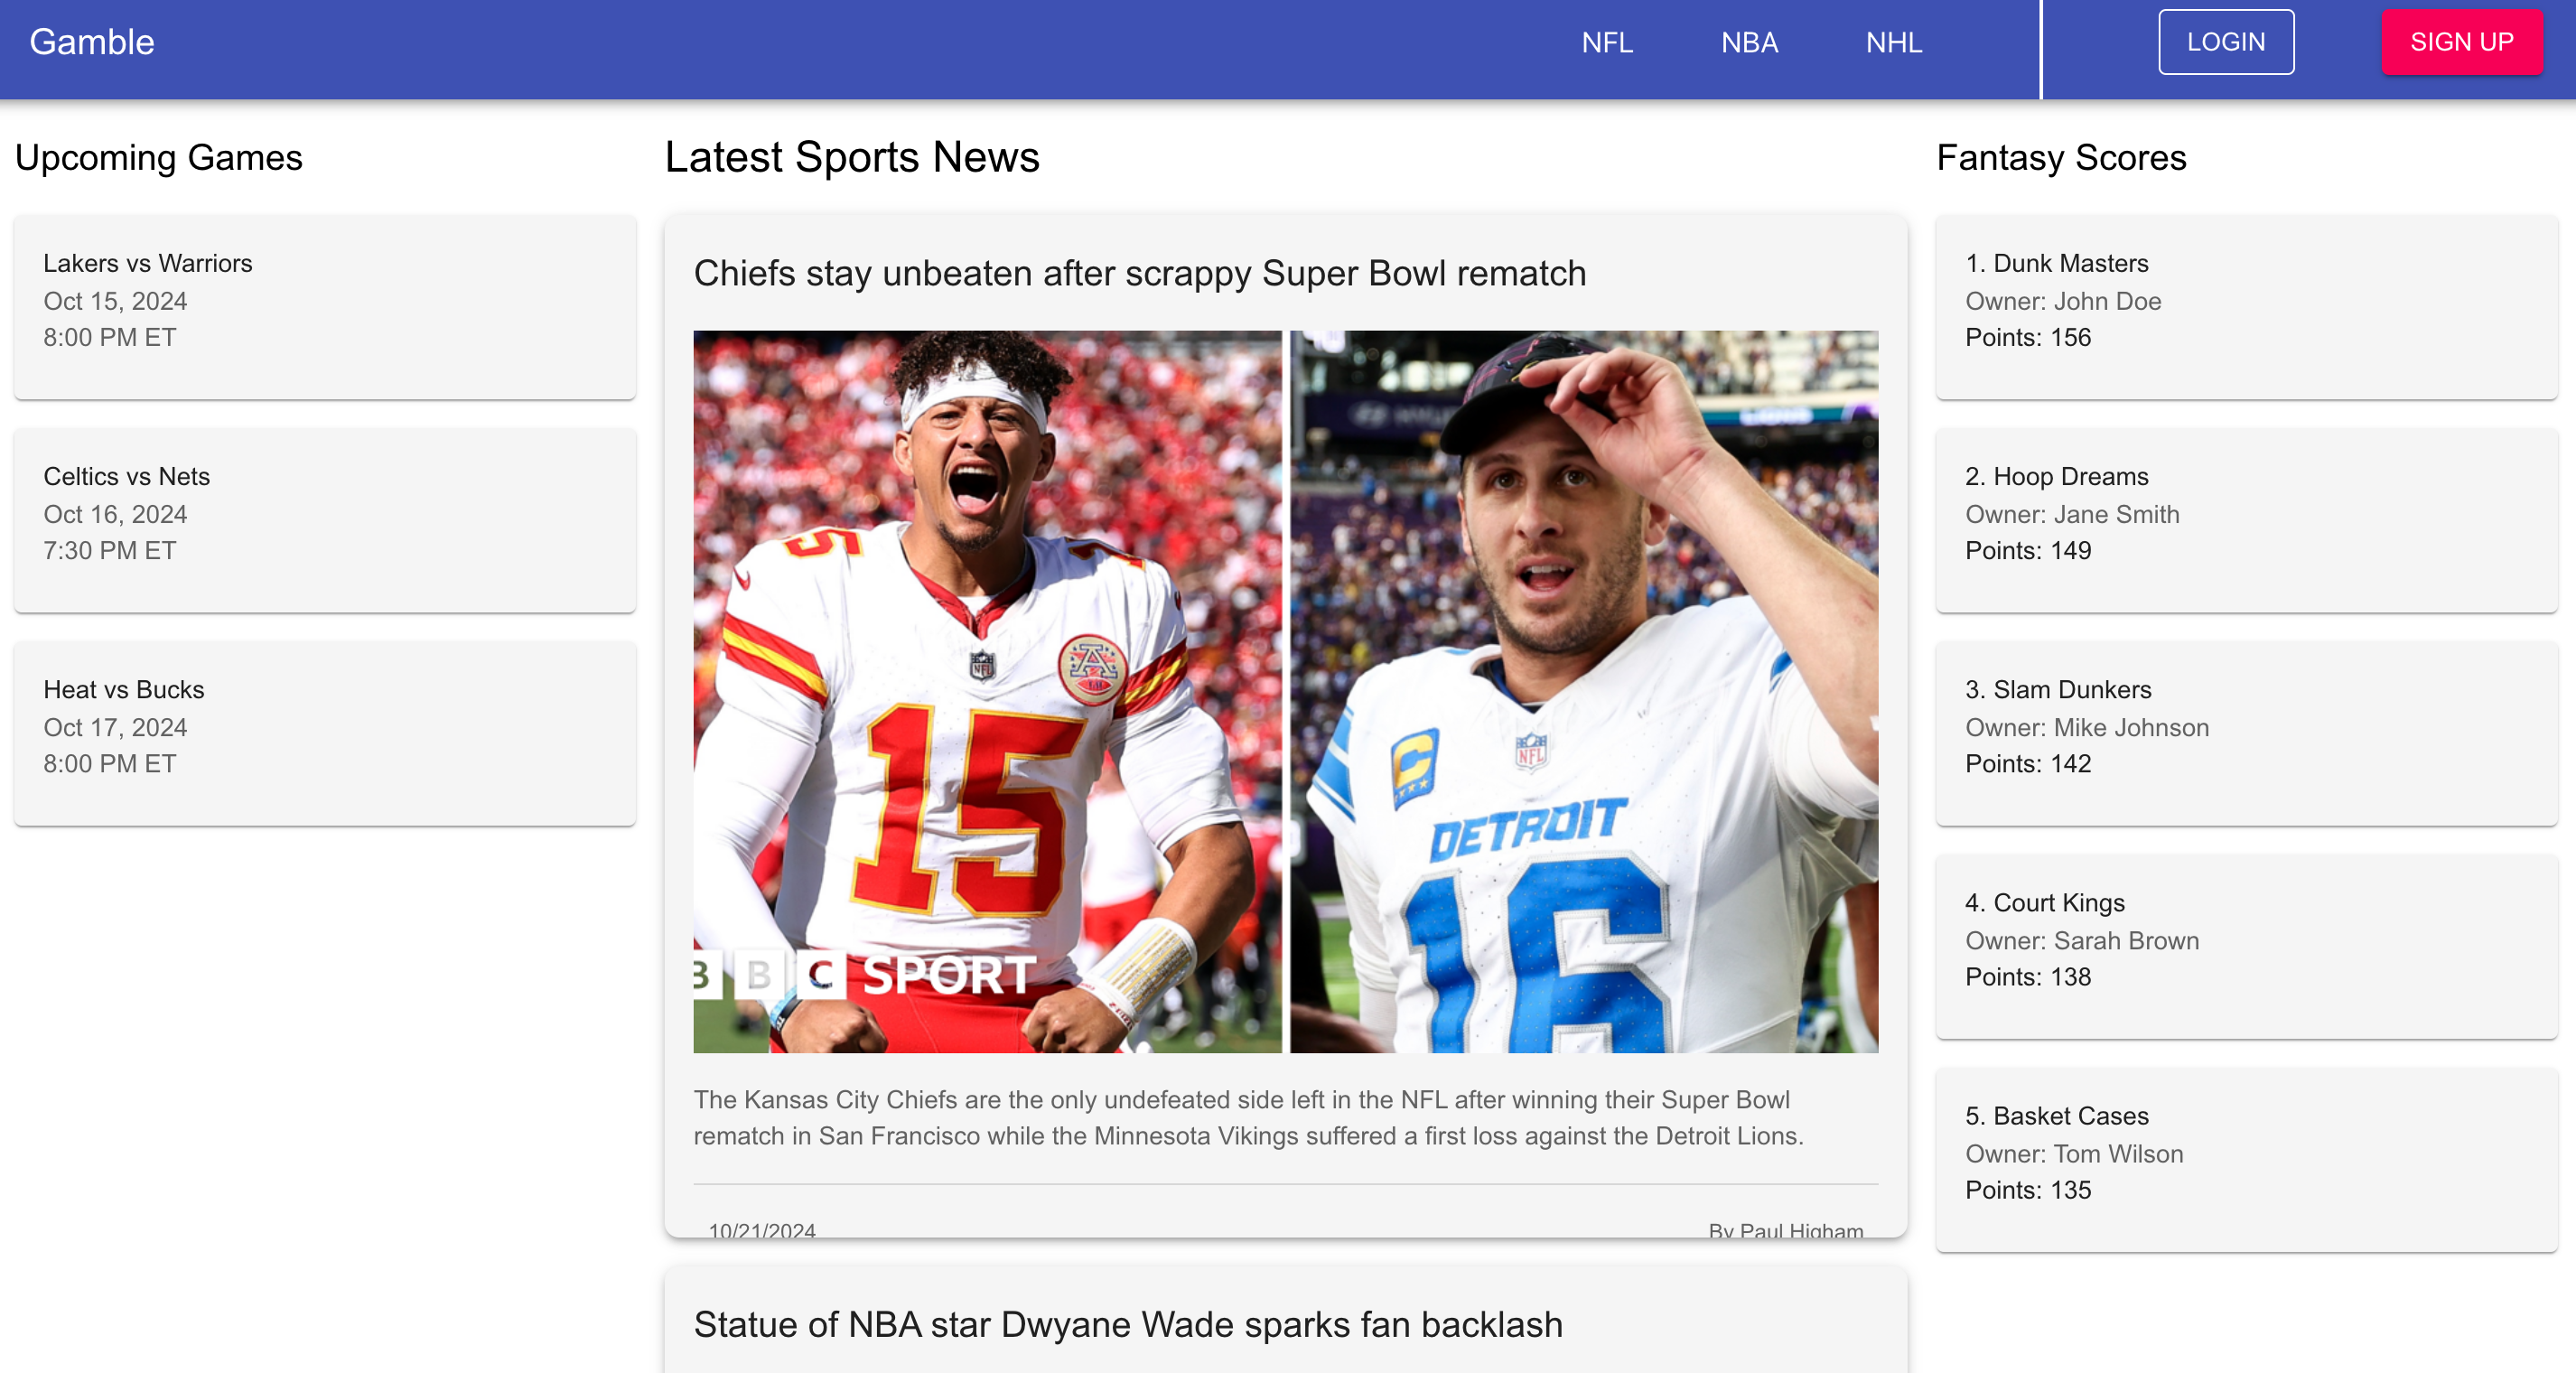 Gamble
NFL
NBA
NHL
LOGIN
SIGN UP
Upcoming Games
Lakers vs Warriors
Oct 15, 2024
8:00 PM ET
Celtics vs Nets
Oct 16, 2024
7:30 PM ET
Heat vs Bucks
Oct 17, 2024
8:00 PM ET
Latest Sports News
Chiefs stay unbeaten after scrappy Super Bowl rematch
15
1
NFL
15
BBC SPORT
LIONS
C
NFL
DETROIT
16
The Kansas City Chiefs are the only undefeated side left in the NFL after winning their Super Bowl
rematch in San Francisco while the Minnesota Vikings suffered a first loss against the Detroit Lions.
10/21/2024
By Paul Higham
Statue of NBA star Dwyane Wade sparks fan backlash
Fantasy Scores
1. Dunk Masters
Owner: John Doe
Points: 156
2. Hoop Dreams
Owner: Jane Smith
Points: 149
3. Slam Dunkers
Owner: Mike Johnson
Points: 142
4. Court Kings
Owner: Sarah Brown
Points: 138
5. Basket Cases
Owner: Tom Wilson
Points: 135